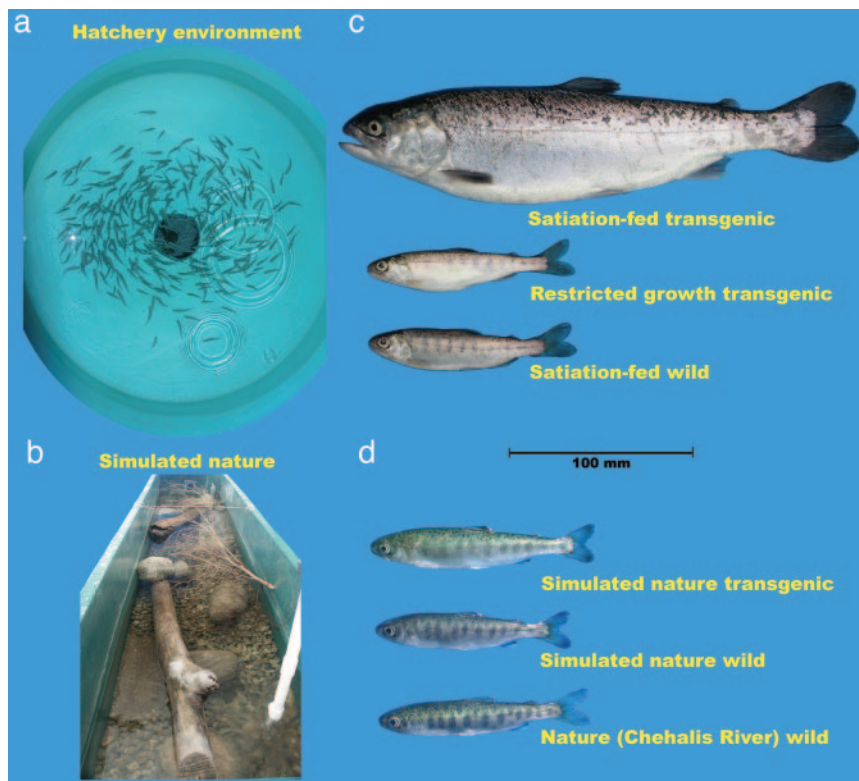 a
Hatchery environment
c
Satiation-fed transgenic
Restricted growth transgenic
Satiation-fed wild
b
Simulated nature
d
100 mm
Simulated nature transgenic
Simulated nature wild
Nature (Chehalis River) wild